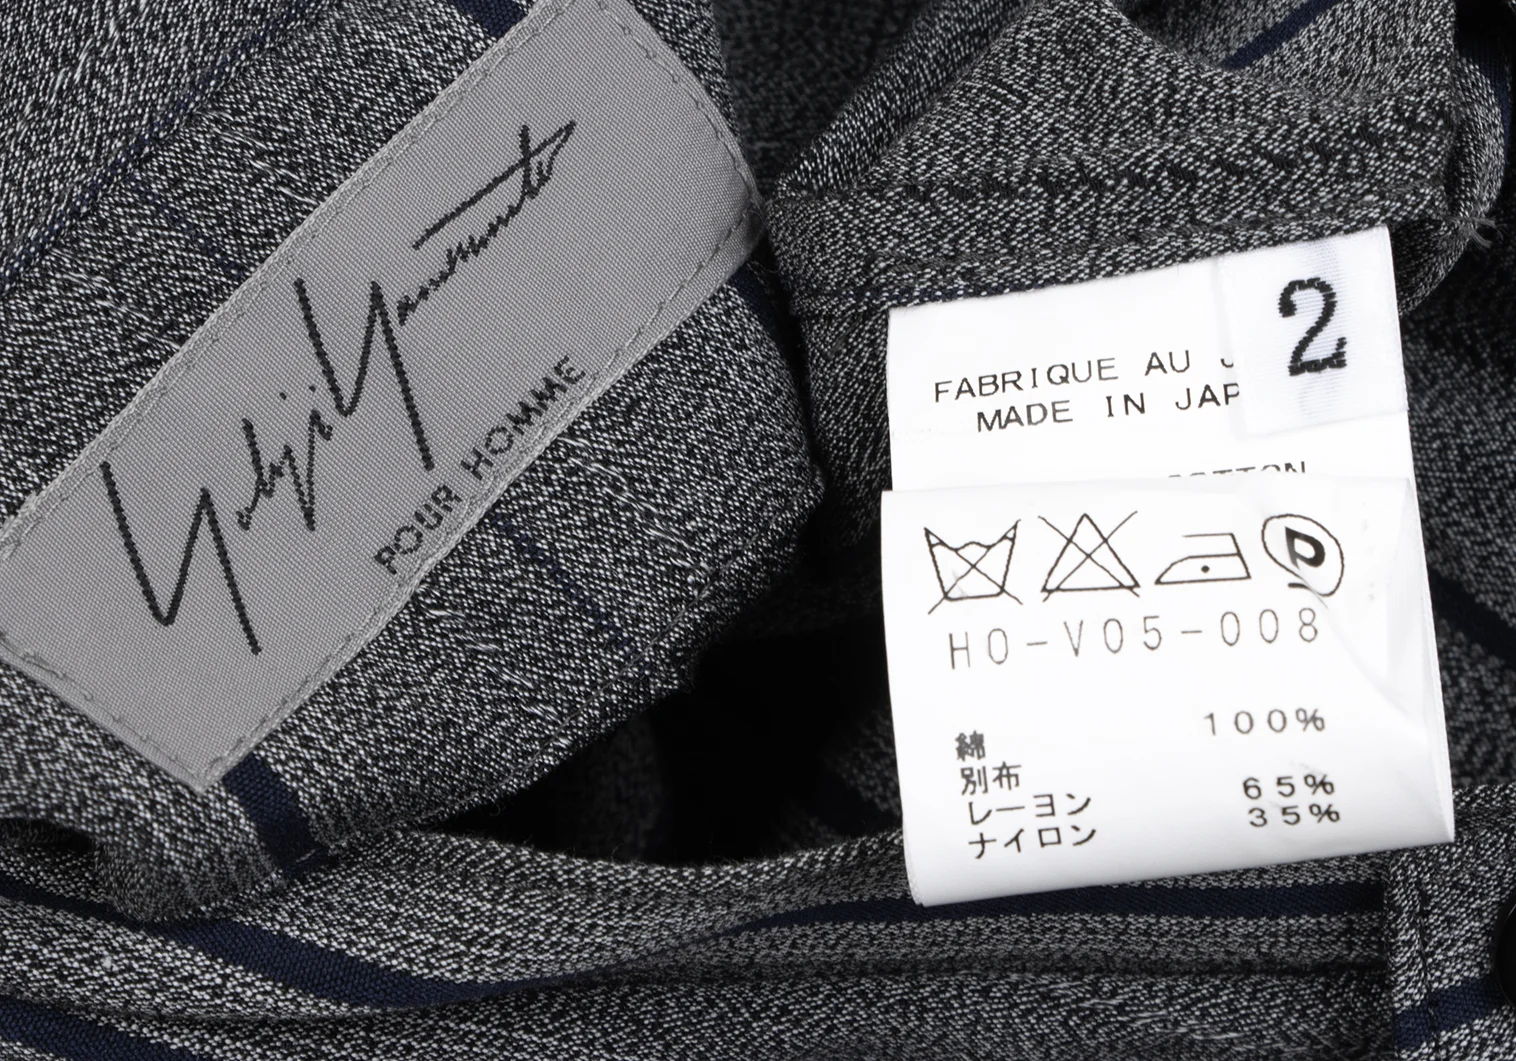 Yohji Yamamoto
POUR HOMME
2
FABRIQUE AU J
MADE IN JAP
COTTON
P
HO-V05-008
綿 100%
別布
レーヨン 65%
ナイロン 35%